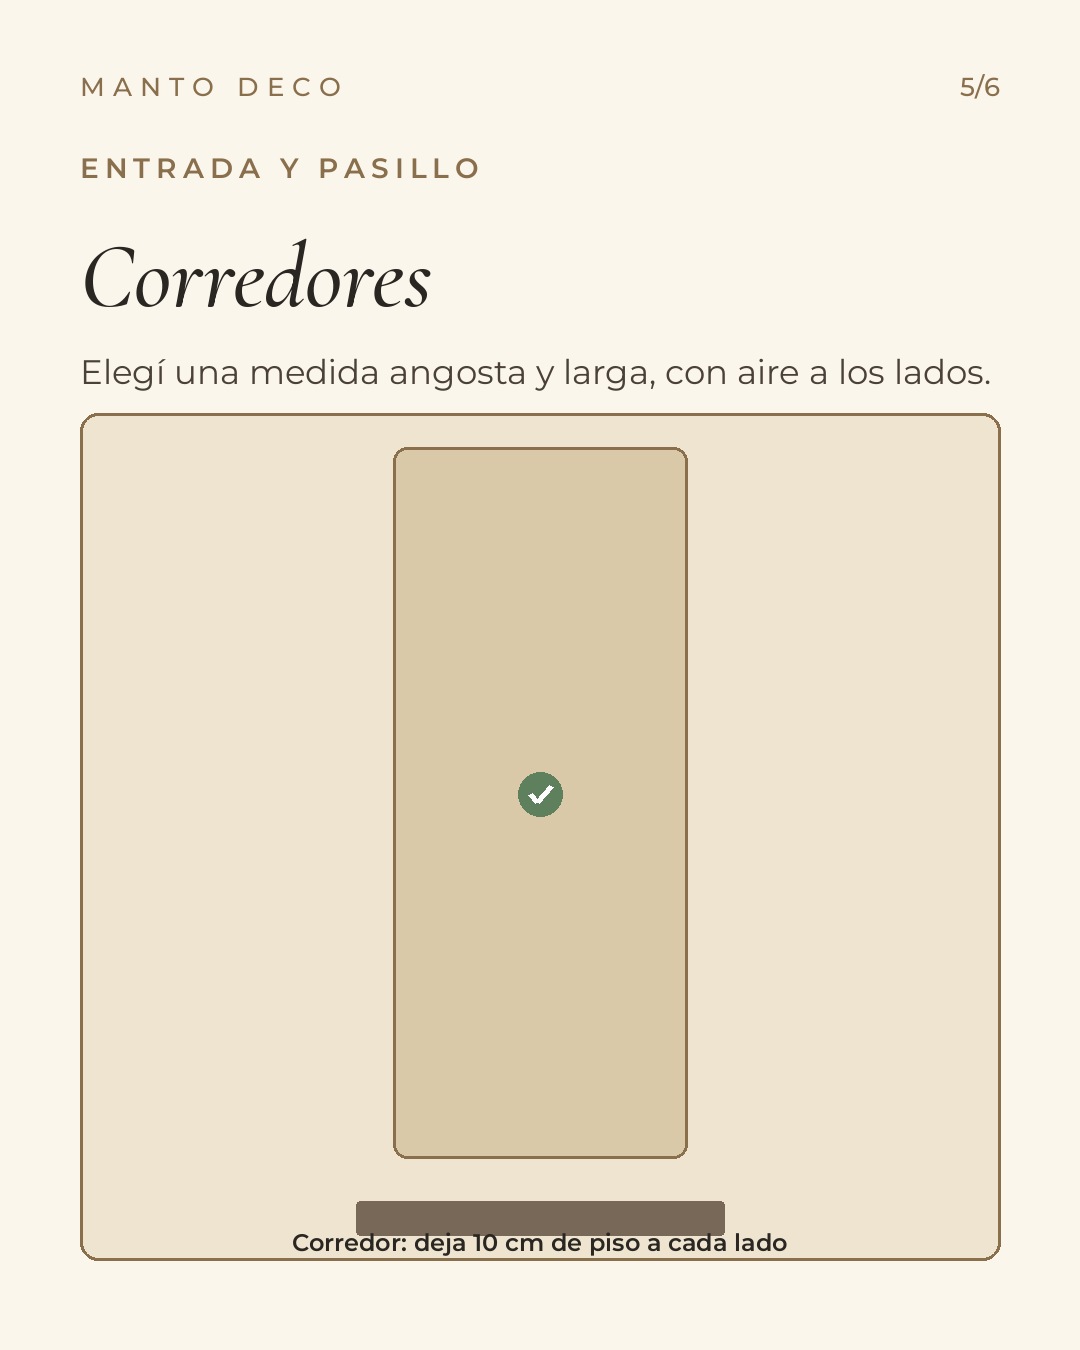 MANTO DECO
5/6
ENTRADA Y PASILLO
Corredores
Elegí una medida angosta y larga, con aire a los lados.
Corredor: deja 10 cm de piso a cada lado